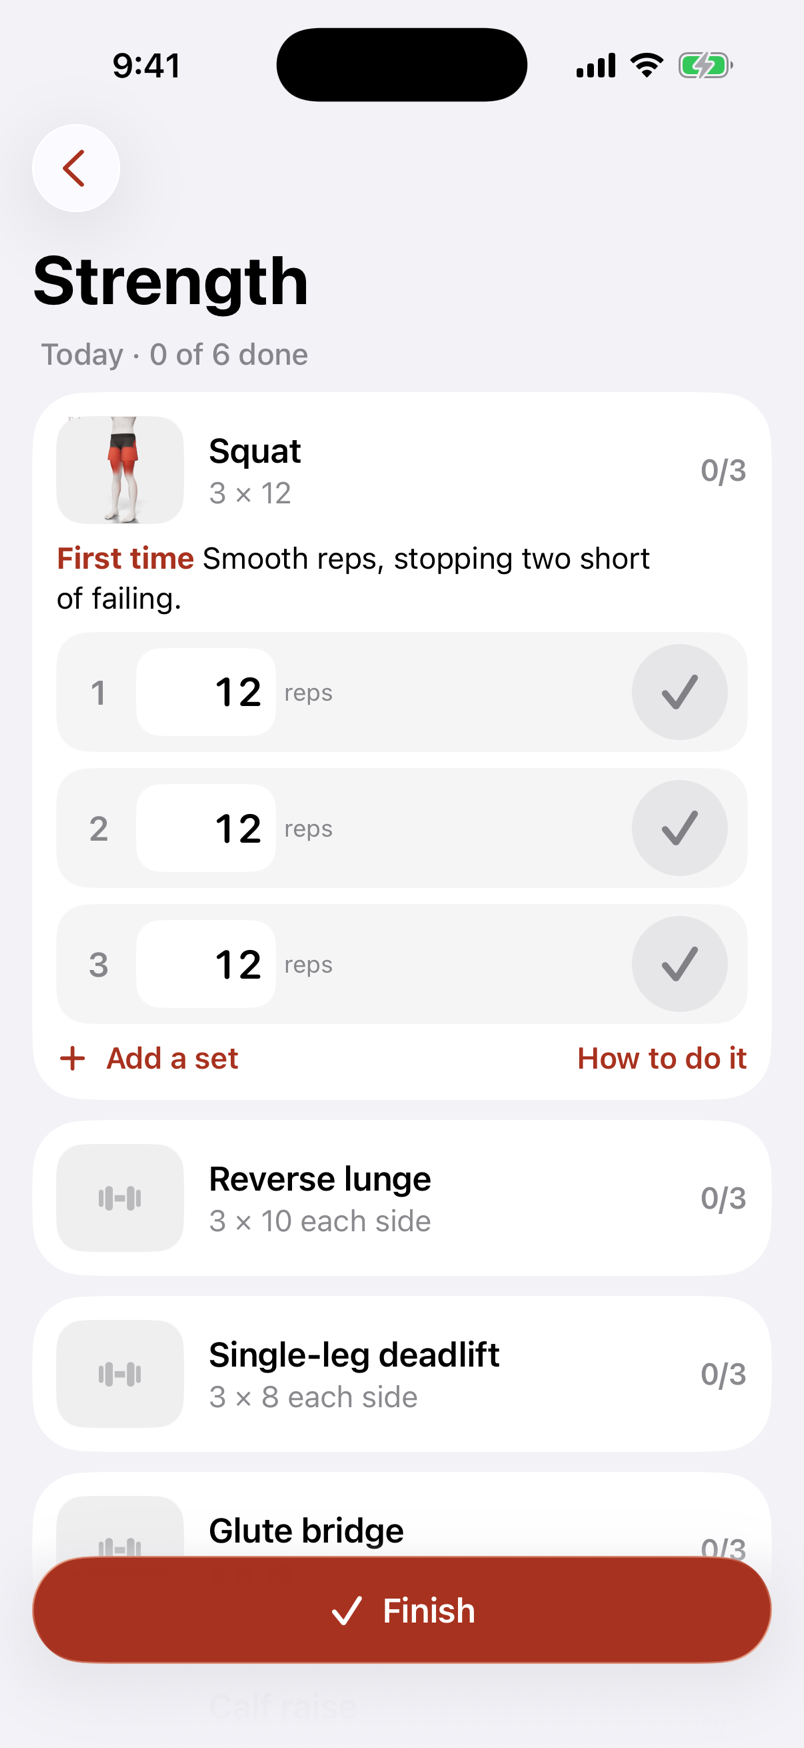 9:41
Strength
Today · 0 of 6 done
Squat
3 × 12
0/3
First time Smooth reps, stopping two short
of failing.
1 12 reps
2 12 reps
3 12 reps
+ Add a set
How to do it
Reverse lunge
3 × 10 each side
0/3
Single-leg deadlift
3 × 8 each side
0/3
Glute bridge
0/3
Finish
Calf raise